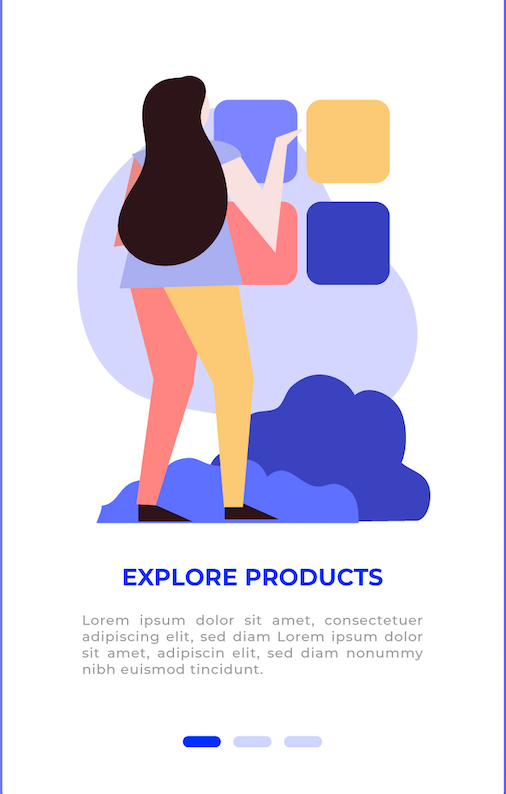 EXPLORE PRODUCTS
Lorem ipsum dolor sit amet, consectetuer
adipiscing elit, sed diam Lorem ipsum dolor
sit amet, adipiscin elit, sed diam nonummy
nibh euismod tincidunt.